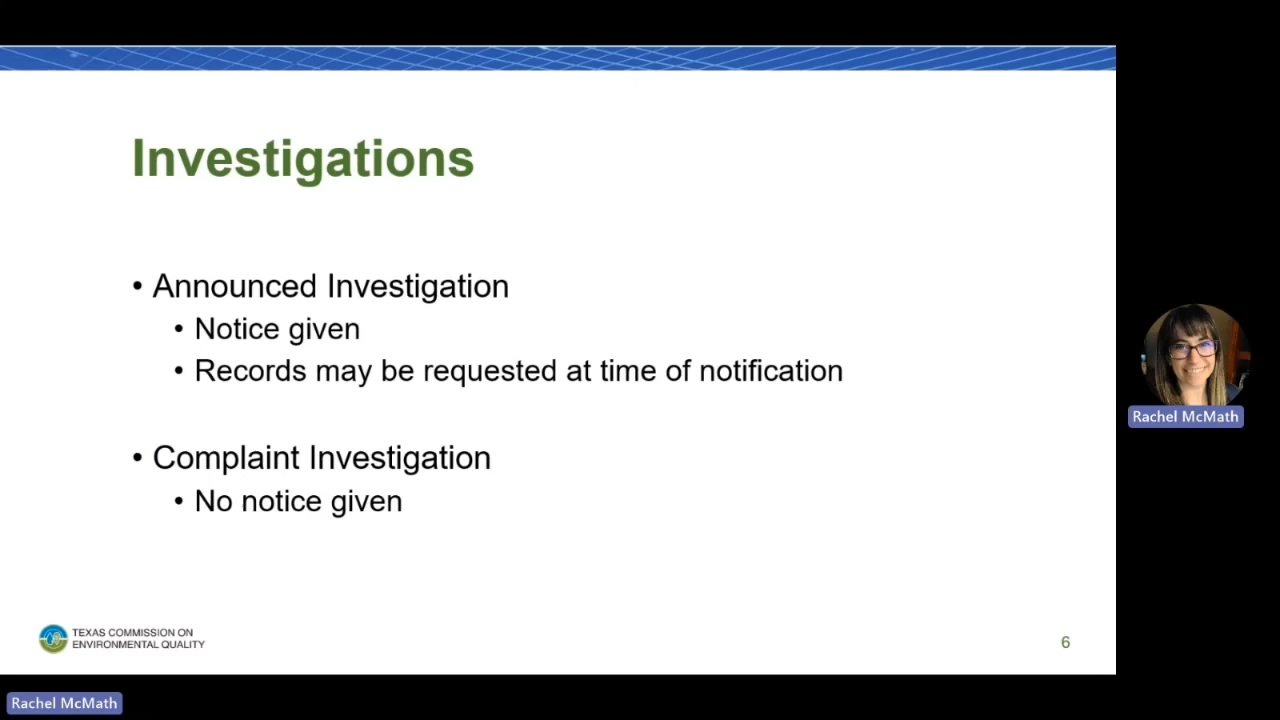 Investigations
• Announced Investigation
• Notice given
• Records may be requested at time of notification
• Complaint Investigation
• No notice given
TEXAS COMMISSION ON
ENVIRONMENTAL QUALITY
6
Rachel McMath
Rachel McMath